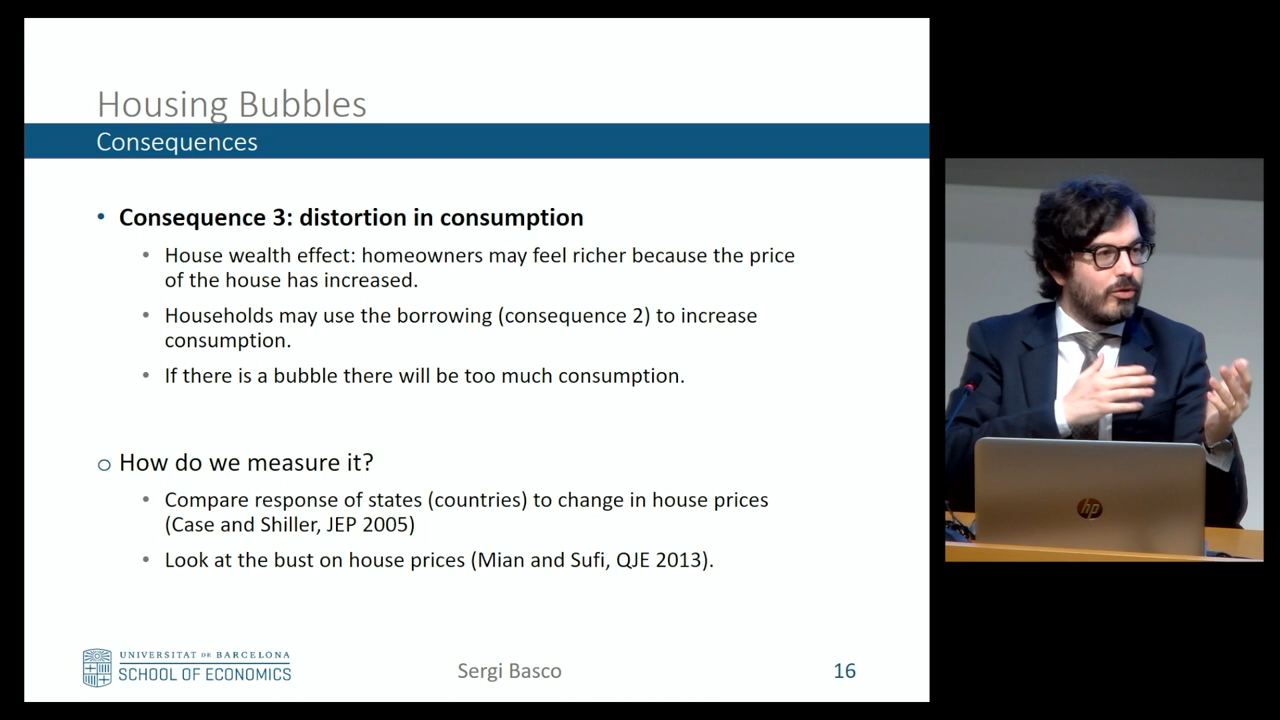 Housing Bubbles
Consequences
• Consequence 3: distortion in consumption
• House wealth effect: homeowners may feel richer because the price
of the house has increased.
• Households may use the borrowing (consequence 2) to increase
consumption.
• If there is a bubble there will be too much consumption.
o How do we measure it?
• Compare response of states (countries) to change in house prices
(Case and Shiller, JEP 2005)
• Look at the bust on house prices (Mian and Sufi, QJE 2013).
UNIVERSITAT DE BARCELONA
SCHOOL OF ECONOMICS
Sergi Basco
16
hp